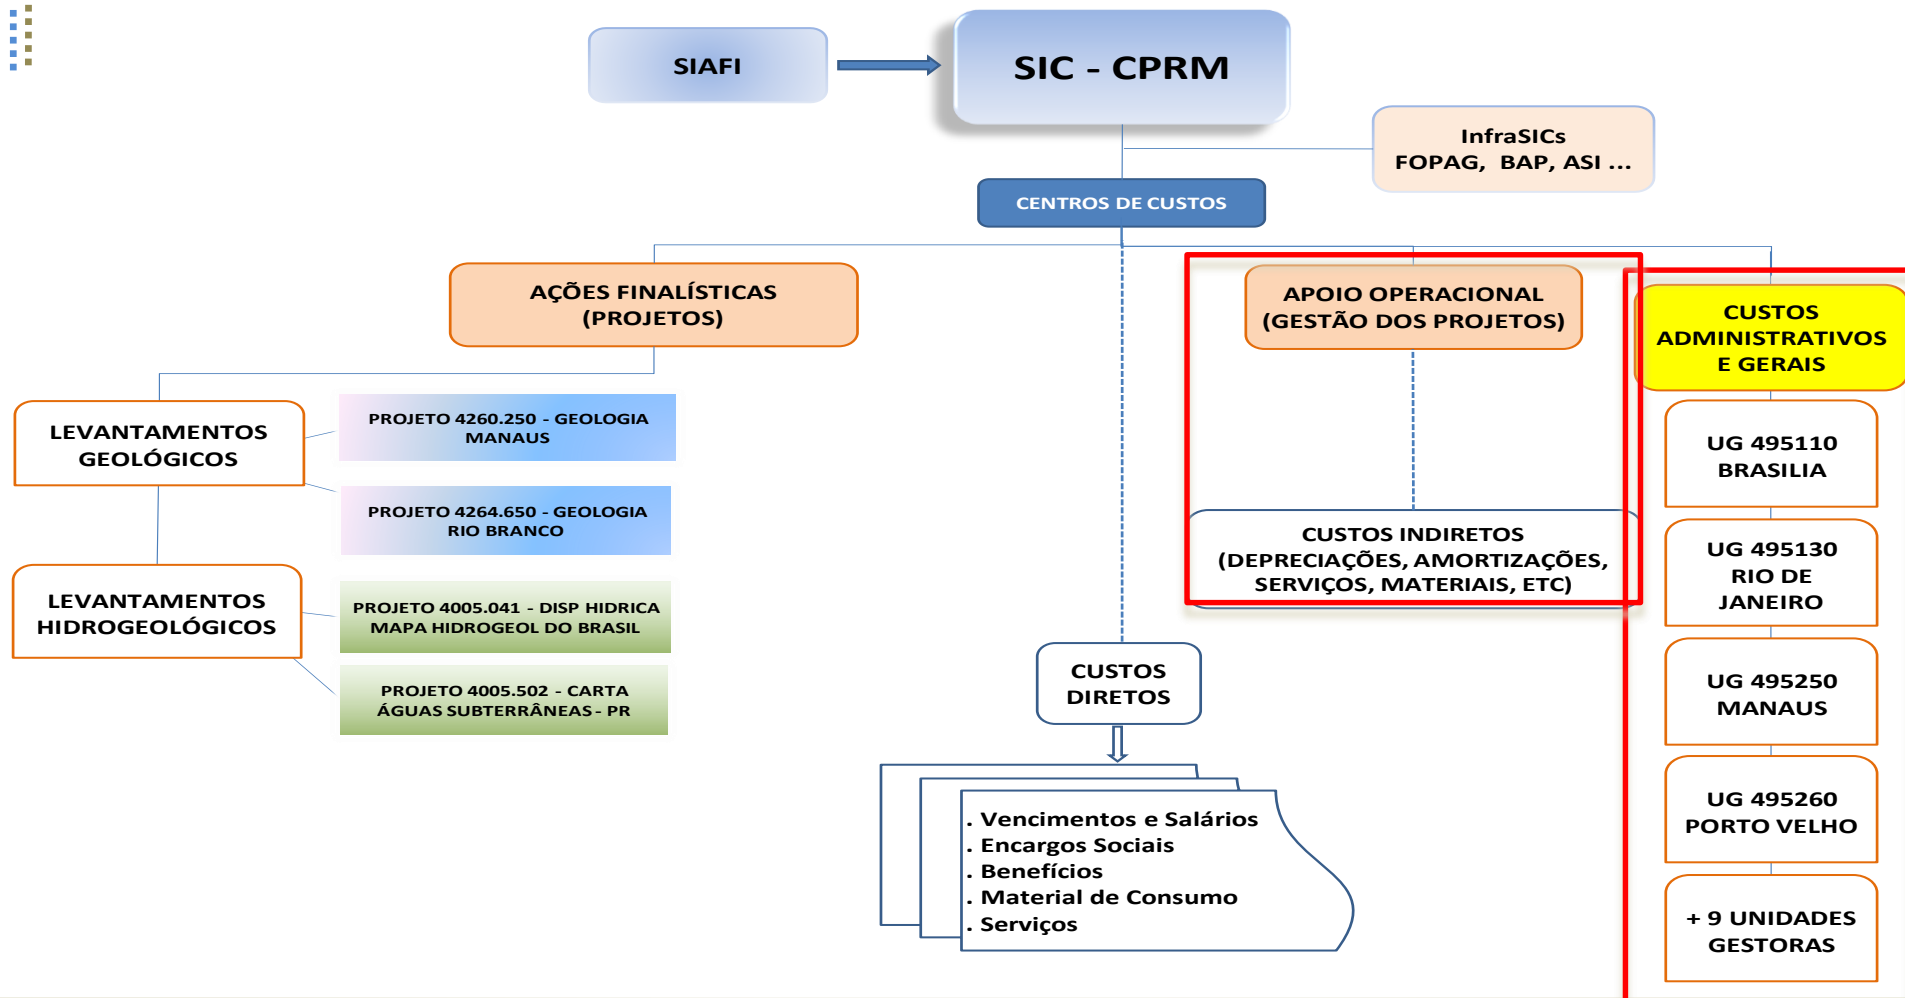 SIAFI
SIC - CPRM
InfraSICs
FOPAG, BAP, ASI ...
CENTROS DE CUSTOS
AÇÕES FINALÍSTICAS
(PROJETOS)
APOIO OPERACIONAL
(GESTÃO DOS PROJETOS)
CUSTOS
ADMINISTRATIVOS
E GERAIS
LEVANTAMENTOS
GEOLÓGICOS
PROJETO 4260.250 - GEOLOGIA
MANAUS
PROJETO 4264.650 - GEOLOGIA
RIO BRANCO
LEVANTAMENTOS
HIDROGEOLÓGICOS
PROJETO 4005.041 - DISP HIDRICA
MAPA HIDROGEOL DO BRASIL
PROJETO 4005.502 - CARTA
ÁGUAS SUBTERRÂNEAS - PR
CUSTOS INDIRETOS
(DEPRECIAÇÕES, AMORTIZAÇÕES,
SERVIÇOS, MATERIAIS, ETC)
CUSTOS
DIRETOS
. Vencimentos e Salários
. Encargos Sociais
. Benefícios
. Material de Consumo
. Serviços
UG 495110
BRASILIA
UG 495130
RIO DE
JANEIRO
UG 495250
MANAUS
UG 495260
PORTO VELHO
+ 9 UNIDADES
GESTORAS